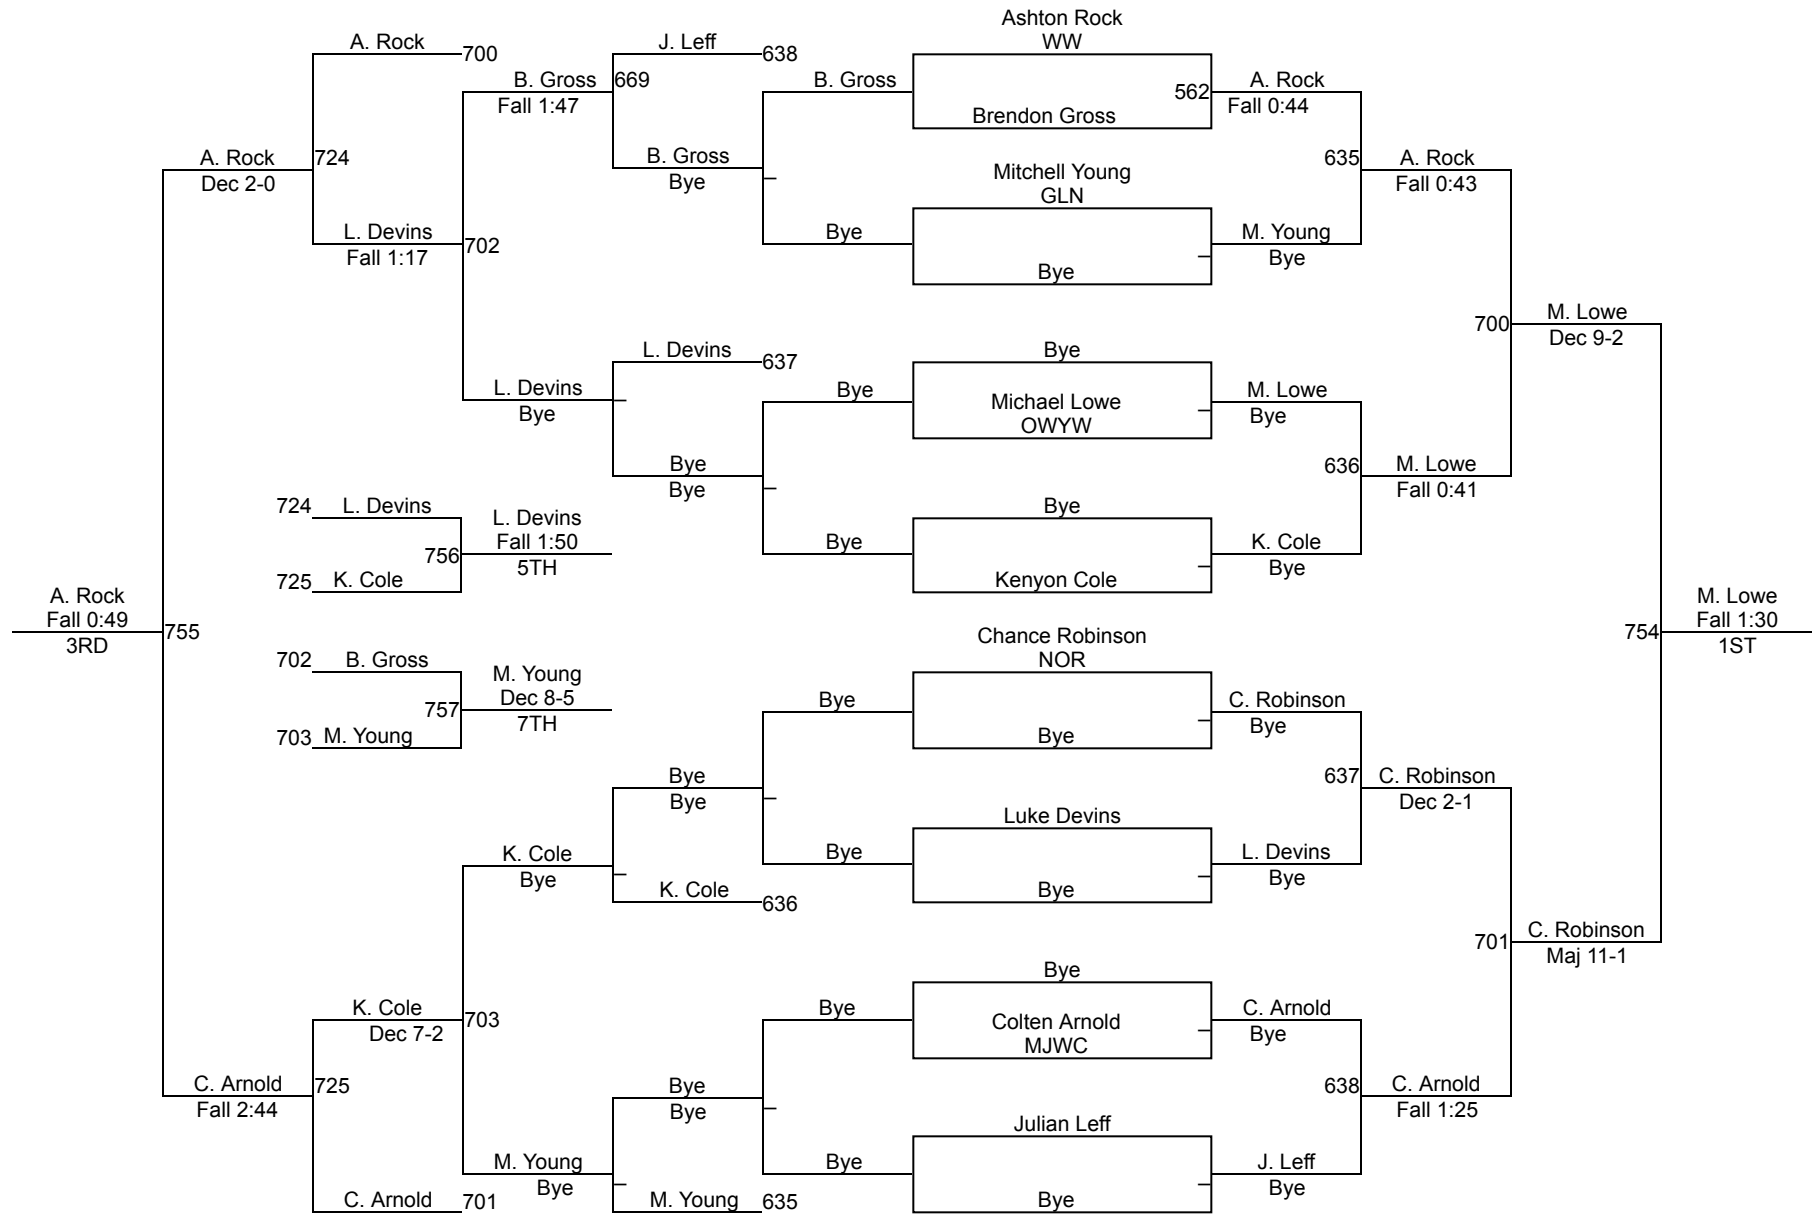 Ashton Rock
WW
A. Rock
700
J. Leff
638
B. Gross
669
Fall 1:47
B. Gross
562
A. Rock
Fall 0:44
Brendon Gross
A. Rock
724
Dec 2-0
B. Gross
Bye
Mitchell Young
GLN
635
A. Rock
Fall 0:43
L. Devins
702
Fall 1:17
Bye
Bye
M. Young
Bye
700
M. Lowe
Dec 9-2
L. Devins
637
Bye
L. Devins
Bye
Bye
Michael Lowe
OWYW
M. Lowe
Bye
Bye
Bye
636
M. Lowe
Fall 0:41
724
L. Devins
L. Devins
Fall 1:50
5TH
756
725
K. Cole
Bye
Bye
Kenyon Cole
K. Cole
Bye
A. Rock
Fall 0:49
3RD
755
754
M. Lowe
Fall 1:30
1ST
702
B. Gross
M. Young
Dec 8-5
7TH
757
703
M. Young
Chance Robinson
NOR
Bye
Bye
C. Robinson
Bye
Bye
Bye
637
C. Robinson
Dec 2-1
Luke Devins
Bye
Bye
L. Devins
Bye
K. Cole
Bye
K. Cole
636
701
C. Robinson
Maj 11-1
Bye
Colten Arnold
MJWC
Bye
C. Arnold
Bye
K. Cole
703
Dec 7-2
C. Arnold
725
Fall 2:44
Bye
Bye
638
C. Arnold
Fall 1:25
Julian Leff
Bye
Bye
J. Leff
Bye
M. Young
Bye
C. Arnold
701
M. Young
635